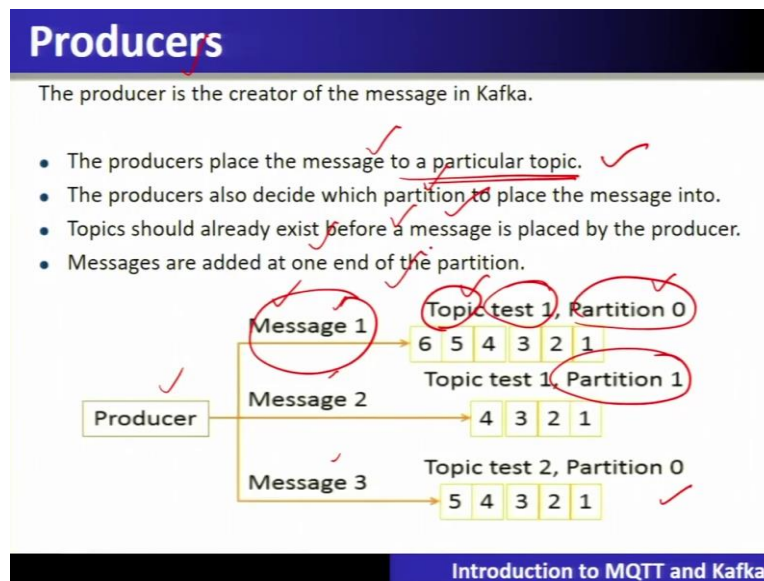 Producers
The producer is the creator of the message in Kafka.
• The producers place the message to a particular topic.
• The producers also decide which partition to place the message into.
• Topics should already exist before a message is placed by the producer.
• Messages are added at one end of the partition.
Topic test 1, Partition 0
Message 1
6 5 4 3 2 1
Topic test 1, Partition 1
Message 2
Producer
4 3 2 1
Topic test 2, Partition 0
Message 3
5 4 3 2 1
Introduction to MQTT and Kafka